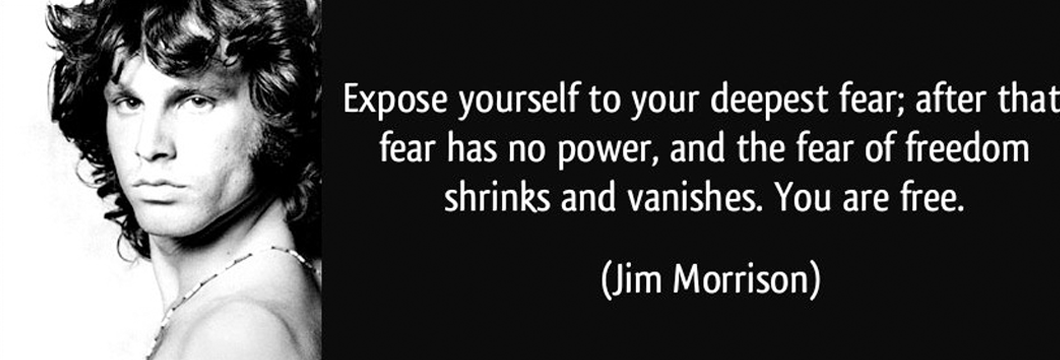 Expose yourself to your deepest fear; after that
fear has no power, and the fear of freedom
shrinks and vanishes. You are free.
(Jim Morrison)